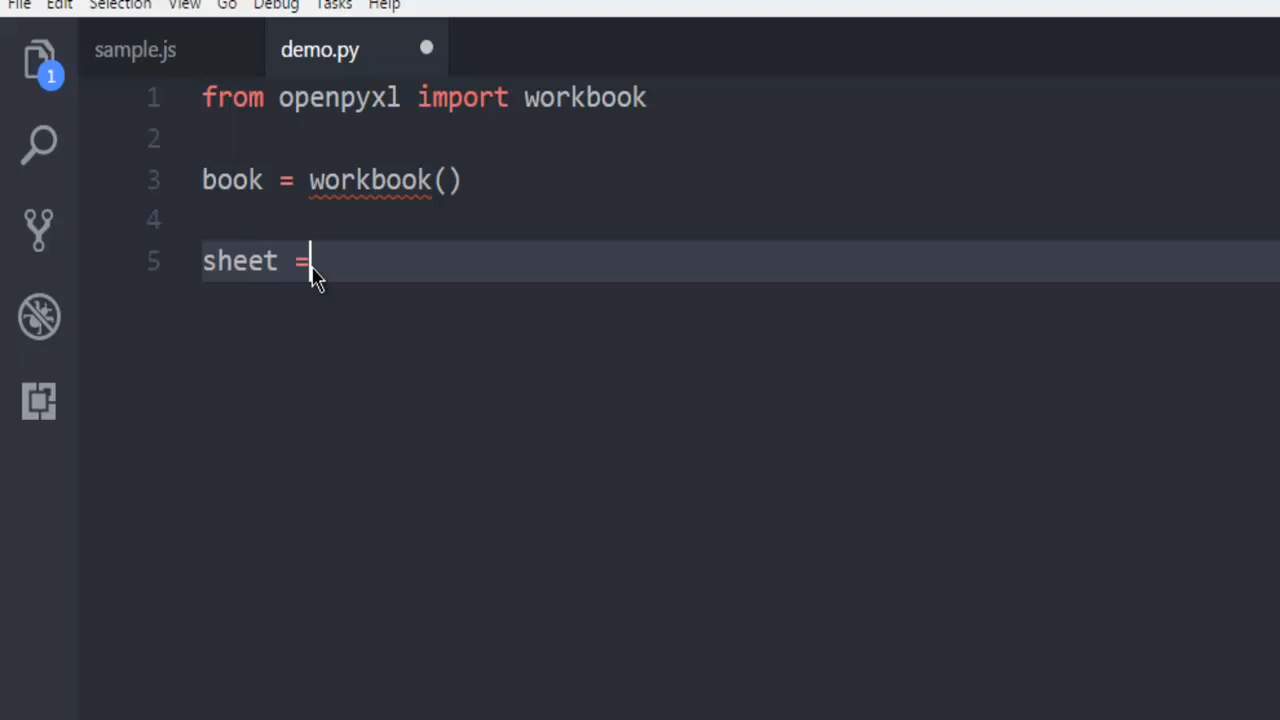 File Edit Selection View Go Debug Tasks Help
sample.js demo.py
1
1 from openpyxl import workbook
2
3 book = workbook()
4
5 sheet =